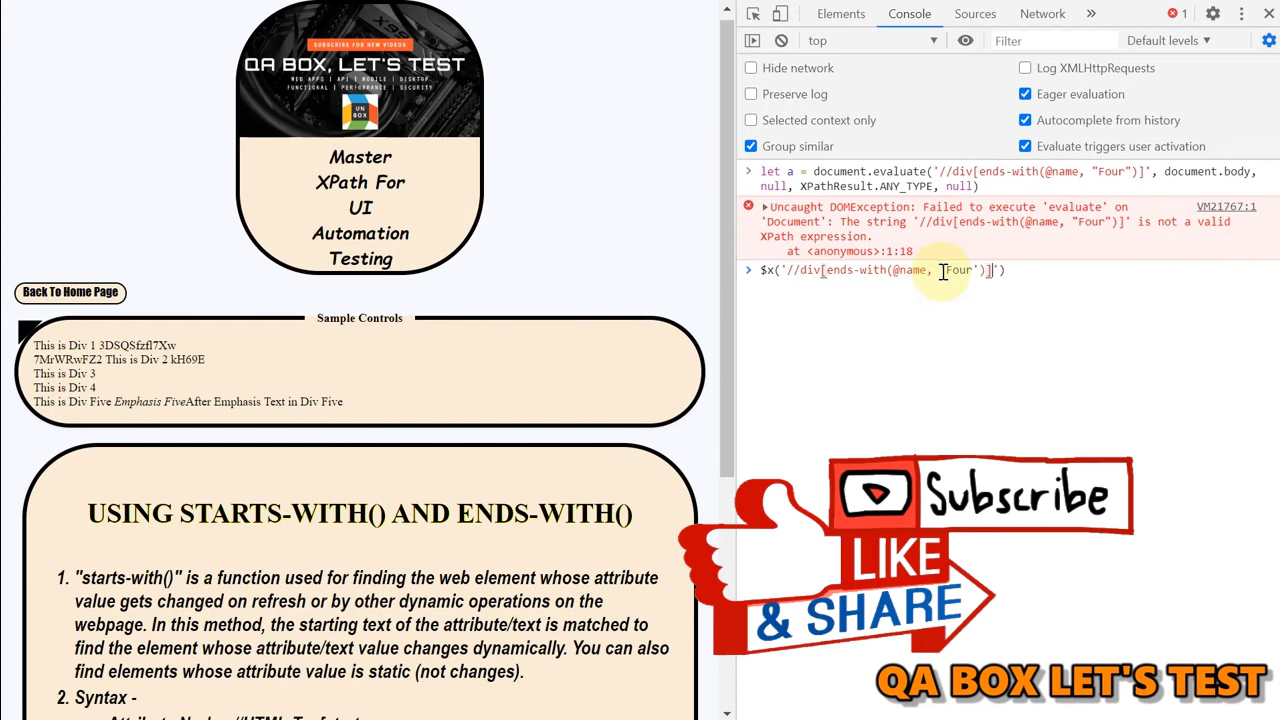 SUBSCRIBE FOR NEW VIDEOS
QA BOX, LET'S TEST
WEB APPS | API | MOBILE | DESKTOP
FUNCTIONAL | PERFORMANCE | SECURITY
UN
BOX
Master
XPath For
UI
Automation
Testing
Back To Home Page
Sample Controls
This is Div 1 3DSQSfzfl7Xw
7MrWRwFZ2 This is Div 2 kH69E
This is Div 3
This is Div 4
This is Div Five Emphasis FiveAfter Emphasis Text in Div Five
USING STARTS-WITH() AND ENDS-WITH()
1. "starts-with()" is a function used for finding the web element whose attribute
value gets changed on refresh or by other dynamic operations on the
webpage. In this method, the starting text of the attribute/text is matched to
find the element whose attribute/text value changes dynamically. You can also
find elements whose attribute value is static (not changes).
2. Syntax -
Elements Console Sources Network » 1
top Filter Default levels
Hide network Log XMLHttpRequests
Preserve log Eager evaluation
Selected context only Autocomplete from history
Group similar Evaluate triggers user activation
> let a = document.evaluate('//div[ends-with(@name, "Four")]', document.body,
null, XPathResult.ANY_TYPE, null)
Uncaught DOMException: Failed to execute 'evaluate' on VM21767:1
'Document': The string '//div[ends-with(@name, "Four")]' is not a valid
XPath expression.
at <anonymous>:1:18
> $x('//div[ends-with(@name, 'Four')]')
Subscribe
LIKE
& SHARE
QA BOX LET'S TEST